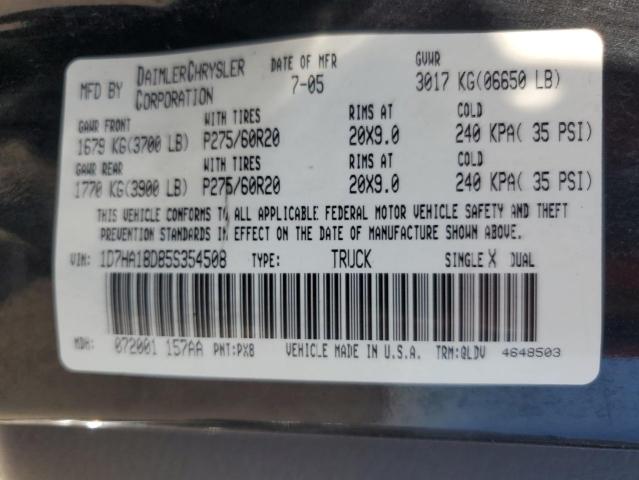 MFD BY DAIMLERCHRYSLER CORPORATION DATE OF MFR 7-05 GVWR 3017 KG(06650 LB)
GAWR FRONT WITH TIRES RIMS AT COLD
1679 KG(3700 LB) P275/60R20 20X9.0 240 KPA( 35 PSI)
GAWR REAR WITH TIRES RIMS AT COLD
1770 KG(3900 LB) P275/60R20 20X9.0 240 KPA( 35 PSI)
THIS VEHICLE CONFORMS TO ALL APPLICABLE FEDERAL MOTOR VEHICLE SAFETY AND THEFT
PREVENTION STANDARDS IN EFFECT ON THE DATE OF MANUFACTURE SHOWN ABOVE.
VIN: 1D7HA18D85S354508 TYPE: TRUCK SINGLE X DUAL
MDH: 072001 157AA PNT:PX8 VEHICLE MADE IN U.S.A. TRM:QLDV 4648503